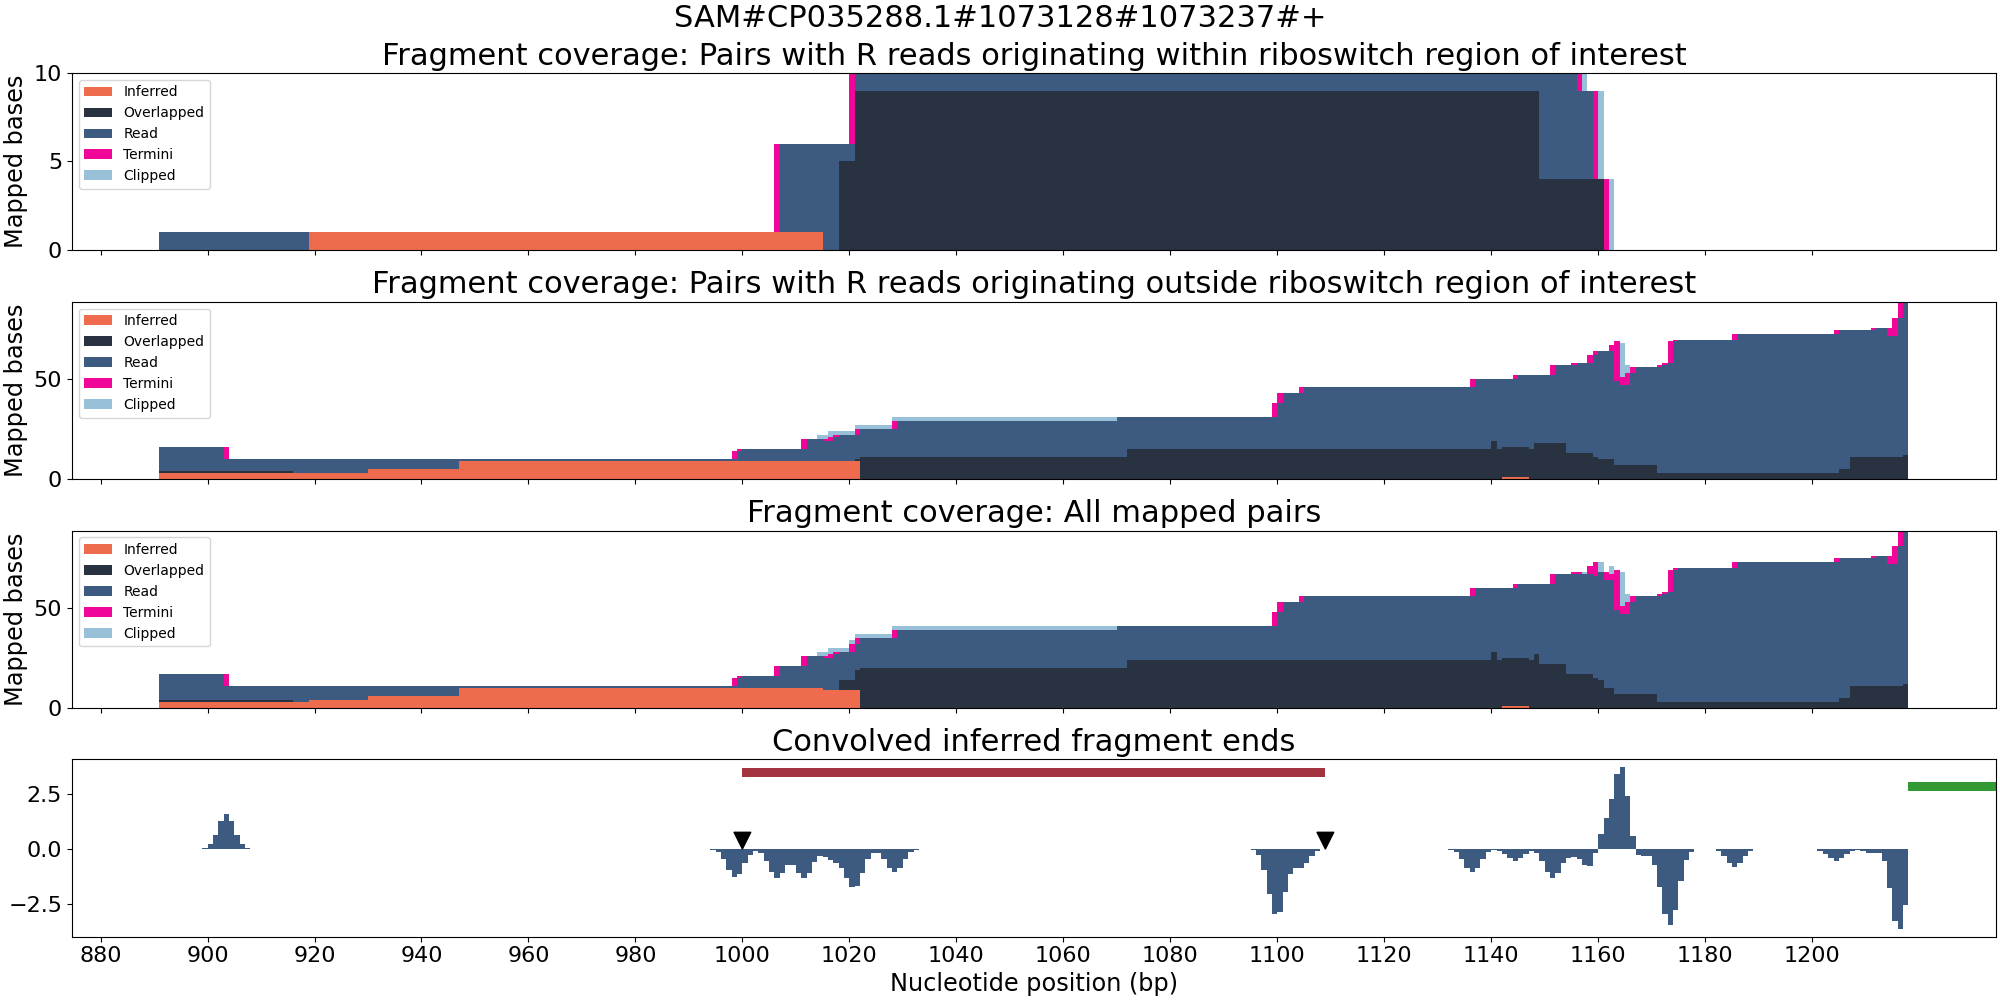 SAM#CP035288.1#1073128#1073237#+
Fragment coverage: Pairs with R reads originating within riboswitch region of interest
Mapped bases
10
5
0
Inferred
Overlapped
Read
Termini
Clipped
Fragment coverage: Pairs with R reads originating outside riboswitch region of interest
Mapped bases
50
0
Inferred
Overlapped
Read
Termini
Clipped
Fragment coverage: All mapped pairs
Mapped bases
50
0
Inferred
Overlapped
Read
Termini
Clipped
Convolved inferred fragment ends
2.5
0.0
−2.5
880 900 920 940 960 980 1000 1020 1040 1060 1080 1100 1120 1140 1160 1180 1200
Nucleotide position (bp)